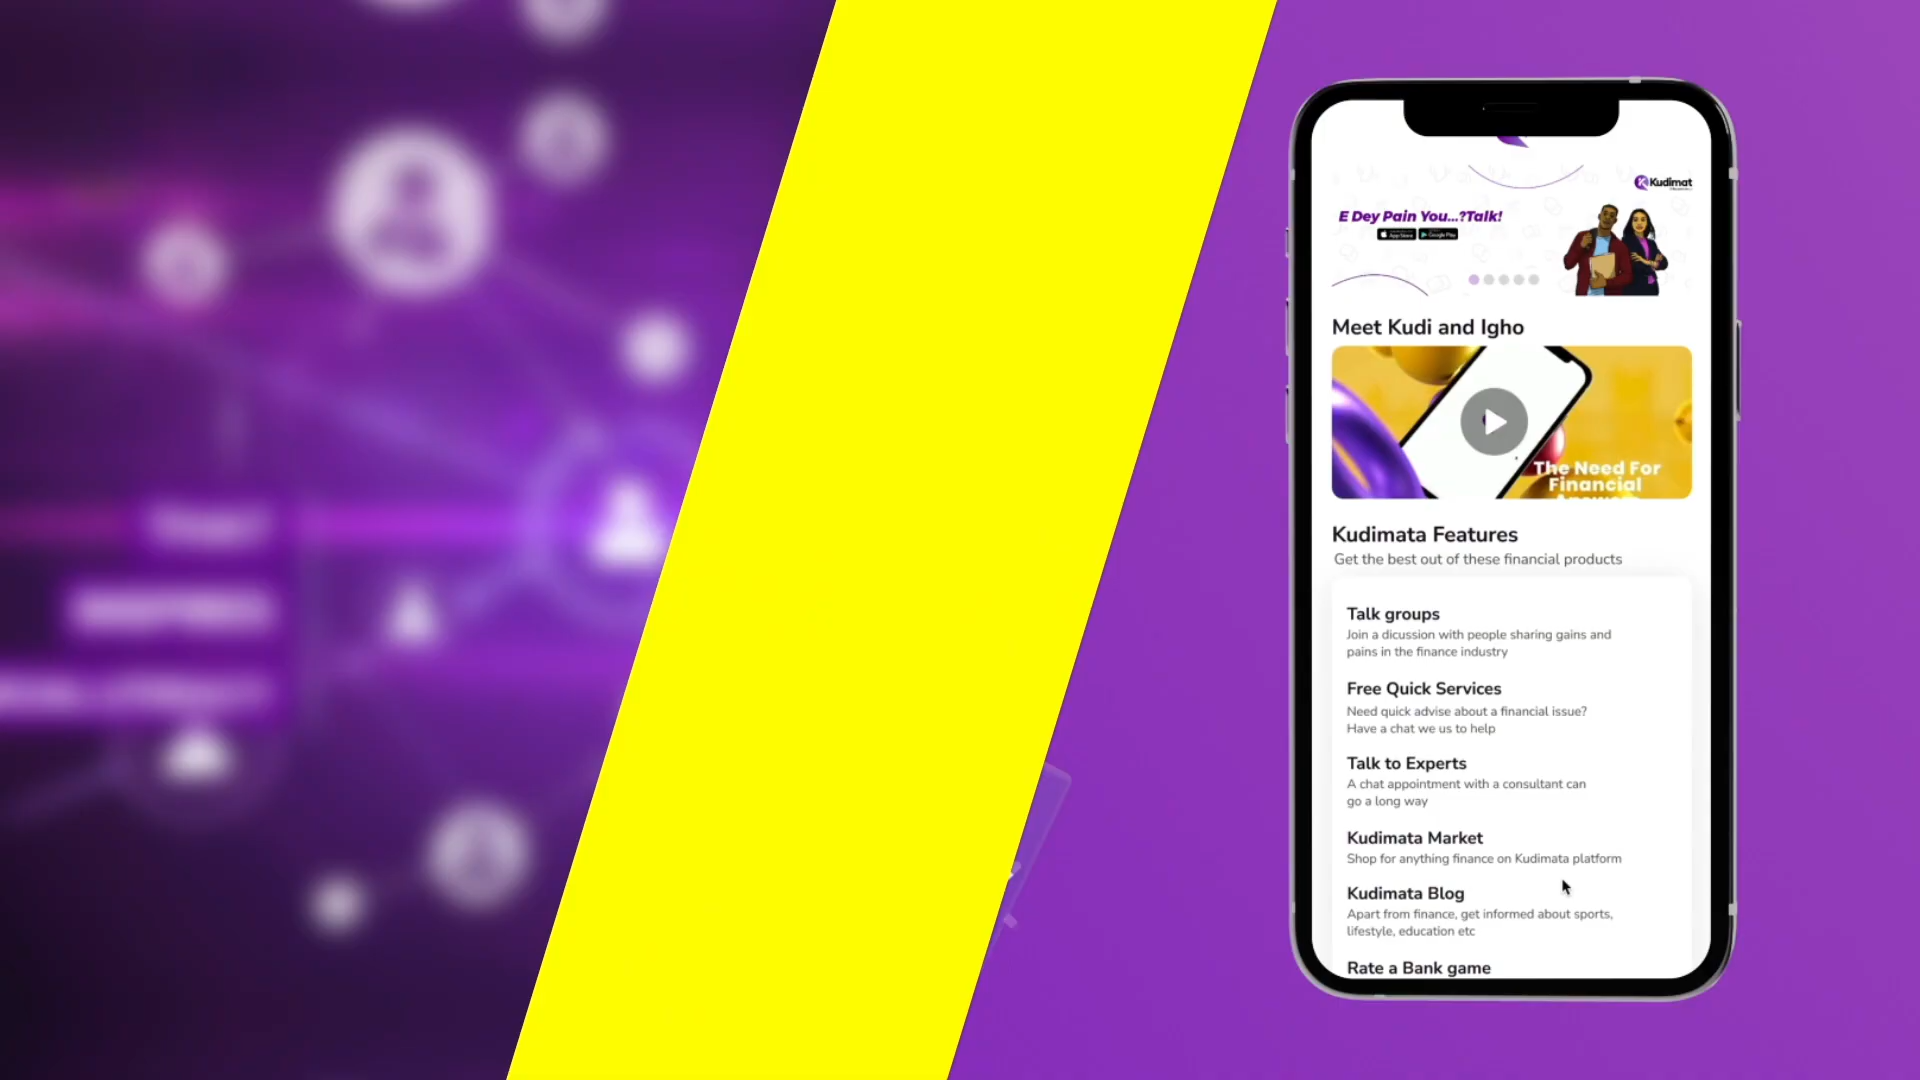 Kudimat
E Dey Pain You...?Talk!
App Store Google Play
Meet Kudi and Igho
The Need For
Financial
Kudimata Features
Get the best out of these financial products
Talk groups
Join a dicussion with people sharing gains and
pains in the finance industry
Free Quick Services
Need quick advise about a financial issue?
Have a chat we us to help
Talk to Experts
A chat appointment with a consultant can
go a long way
Kudimata Market
Shop for anything finance on Kudimata platform
Kudimata Blog
Apart from finance, get informed about sports,
lifestyle, education etc
Rate a Bank game